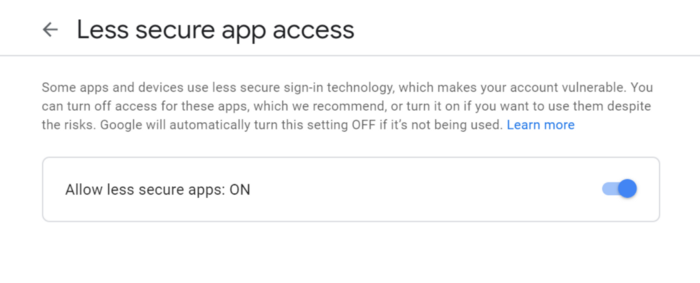 Less secure app access
Some apps and devices use less secure sign-in technology, which makes your account vulnerable. You
can turn off access for these apps, which we recommend, or turn it on if you want to use them despite
the risks. Google will automatically turn this setting OFF if it's not being used. Learn more
Allow less secure apps: ON